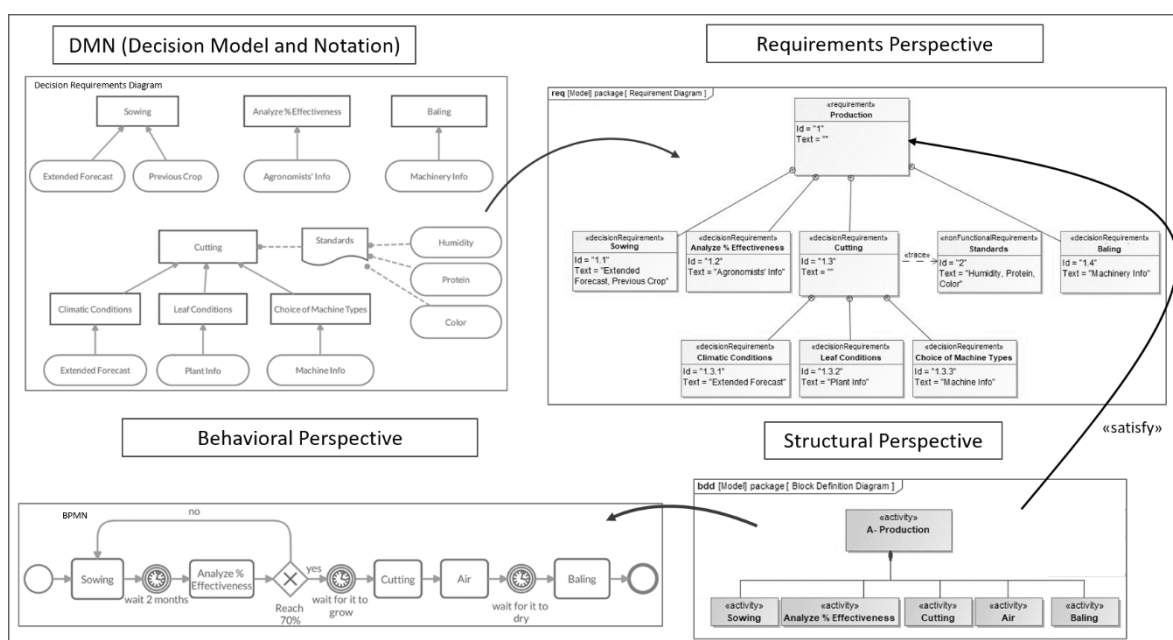 DMN (Decision Model and Notation)
Decision Requirements Diagram
Sowing
Analyze % Effectiveness
Baling
Extended Forecast
Previous Crop
Agronomists' Info
Machinery Info
Cutting
Standards
Humidity
Protein
Color
Climatic Conditions
Leaf Conditions
Choice of Machine Types
Extended Forecast
Plant Info
Machine Info
Requirements Perspective
req [Model] package [ Requirement Diagram ]
«requirement»
Production
Id = "1"
Text = ""
«decisionRequirement»
Sowing
Id = "1.1"
Text = "Extended
Forecast, Previous Crop"
«decisionRequirement»
Analyze % Effectiveness
Id = "1.2"
Text = "Agronomists' Info"
«decisionRequirement»
Cutting
Id = "1.3"
Text = ""
«trace»
«nonFunctionalRequirement»
Standards
Id = "2"
Text = "Humidity, Protein,
Color"
«decisionRequirement»
Baling
Id = "1.4"
Text = "Machinery Info"
«decisionRequirement»
Climatic Conditions
Id = "1.3.1"
Text = "Extended Forecast"
«decisionRequirement»
Leaf Conditions
Id = "1.3.2"
Text = "Plant Info"
«decisionRequirement»
Choice of Machine Types
Id = "1.3.3"
Text = "Machine Info"
«satisfy»
Behavioral Perspective
BPMN
no
Sowing
wait 2 months
Analyze %
Effectiveness
Reach
70%
yes
wait for it to
grow
Cutting
Air
wait for it to
dry
Baling
Structural Perspective
bdd [Model] package [ Block Definition Diagram ]
«activity»
A- Production
«activity»
Sowing
«activity»
Analyze % Effectiveness
«activity»
Cutting
«activity»
Air
«activity»
Baling